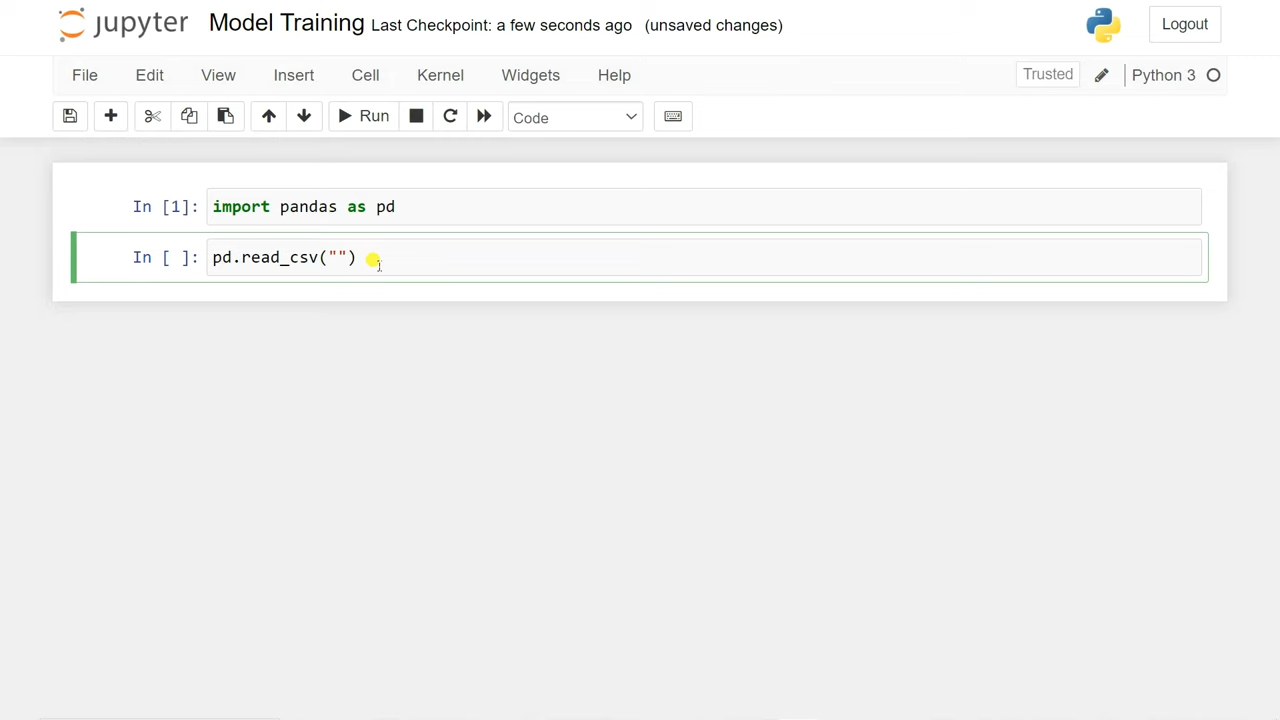 jupyter Model Training Last Checkpoint: a few seconds ago (unsaved changes) Logout
File Edit View Insert Cell Kernel Widgets Help Trusted Python 3
Run Code
In [1]: import pandas as pd
In [ ]: pd.read_csv("")